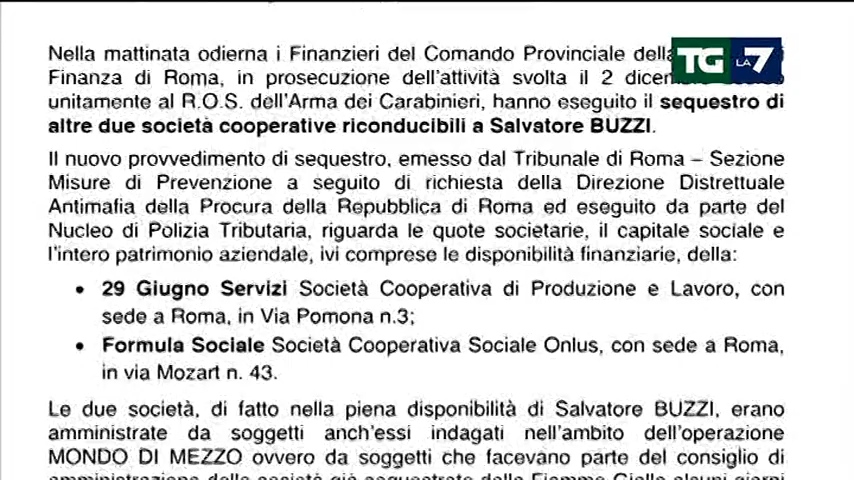 Nella mattinata odierna i Finanzieri del Comando Provinciale della
TG LA7
Finanza di Roma, in prosecuzione dell'attività svolta il 2
unitamente al R.O.S. dell'Arma dei Carabinieri, hanno eseguito il sequestro di
altre due società cooperative riconducibili a Salvatore BUZZI.
Il nuovo provvedimento di sequestro, emesso dal Tribunale di Roma – Sezione
Misure di Prevenzione a seguito di richiesta della Direzione Distrettuale
Antimafia della Procura della Repubblica di Roma ed eseguito da parte del
Nucleo di Polizia Tributaria, riguarda le quote societarie, il capitale sociale e
l'intero patrimonio aziendale, ivi comprese le disponibilità finanziarie, della:
• 29 Giugno Servizi Società Cooperativa di Produzione e Lavoro, con
sede a Roma, in Via Pomona n.3;
• Formula Sociale Società Cooperativa Sociale Onlus, con sede a Roma,
in via Mozart n. 43.
Le due società, di fatto nella piena disponibilità di Salvatore BUZZI, erano
amministrate da soggetti anch'essi indagati nell'ambito dell'operazione
MONDO DI MEZZO ovvero da soggetti che facevano parte del consiglio di